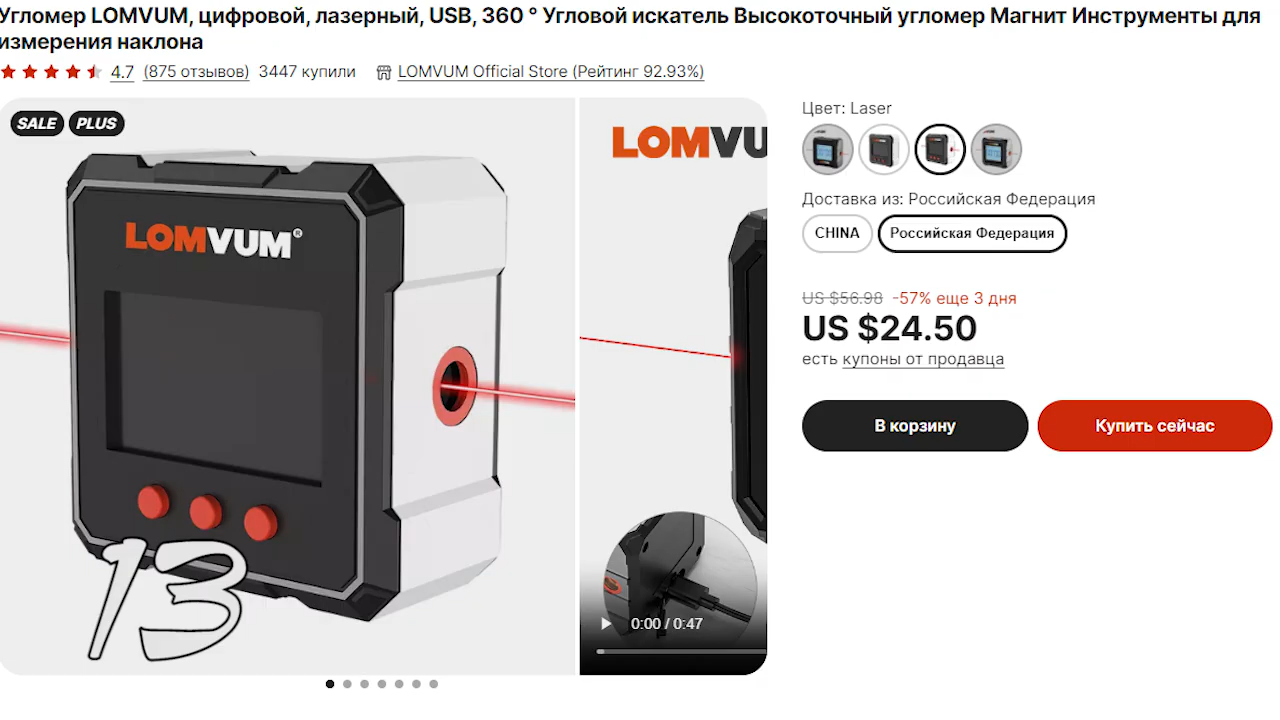 Угломер LOMVUM, цифровой, лазерный, USB, 360 ° Угловой искатель Высокоточный угломер Магнит Инструменты для
измерения наклона
4.7 (875 отзывов) 3447 купили LOMVUM Official Store (Рейтинг 92.93%)
SALE PLUS
LOMVUM®
13
LOMVU
0:00 / 0:47
Цвет: Laser
Доставка из: Российская Федерация
CHINA Российская Федерация
US $56.98 -57% еще 3 дня
US $24.50
есть купоны от продавца
В корзину Купить сейчас